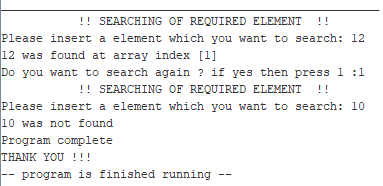 !! SEARCHING OF REQUIRED ELEMENT !!
Please insert a element which you want to search: 12
12 was found at array index [1]
Do you want to search again ? if yes then press 1 :1
!! SEARCHING OF REQUIRED ELEMENT !!
Please insert a element which you want to search: 10
10 was not found
Program complete
THANK YOU !!!
-- program is finished running --